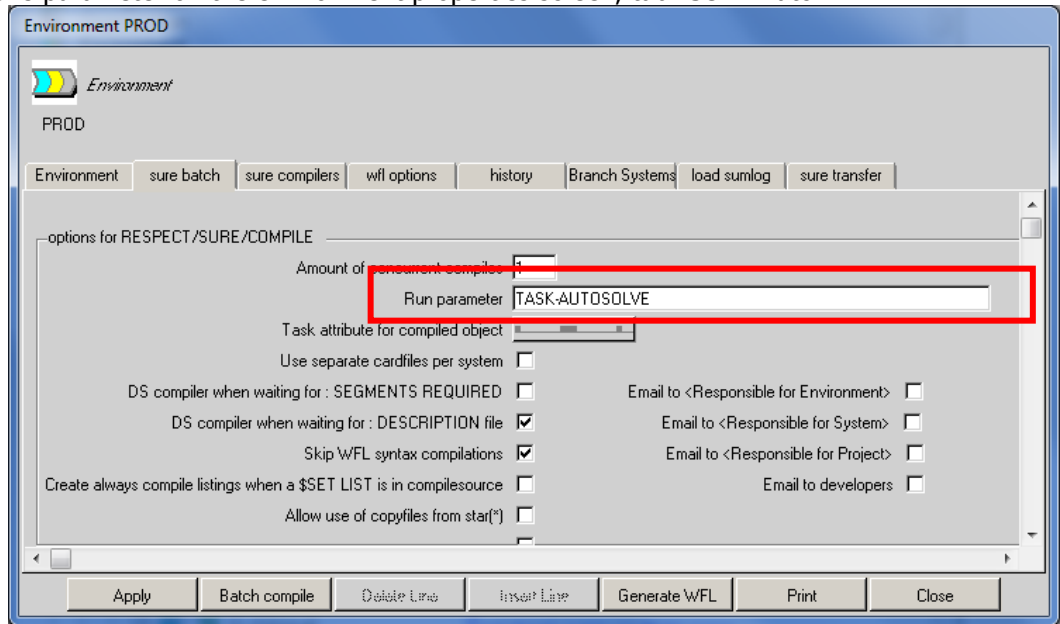 Environment PROD
Environment
PROD
Environment sure batch sure compilers wfl options history Branch Systems load sumlog sure transfer
options for RESPECT/SURE/COMPILE
Amount of concurrent compiles 1
Run parameter TASK-AUTOSOLVE
Task attribute for compiled object
Use separate cardfiles per system
DS compiler when waiting for : SEGMENTS REQUIRED Email to <Responsible for Environment>
DS compiler when waiting for : DESCRIPTION file Email to <Responsible for System>
Skip WFL syntax compilations Email to <Responsible for Project>
Create always compile listings when a $SET LIST is in compilesource Email to developers
Allow use of copyfiles from star(*)
Apply Batch compile Delete Line Insert Line Generate WFL Print Close